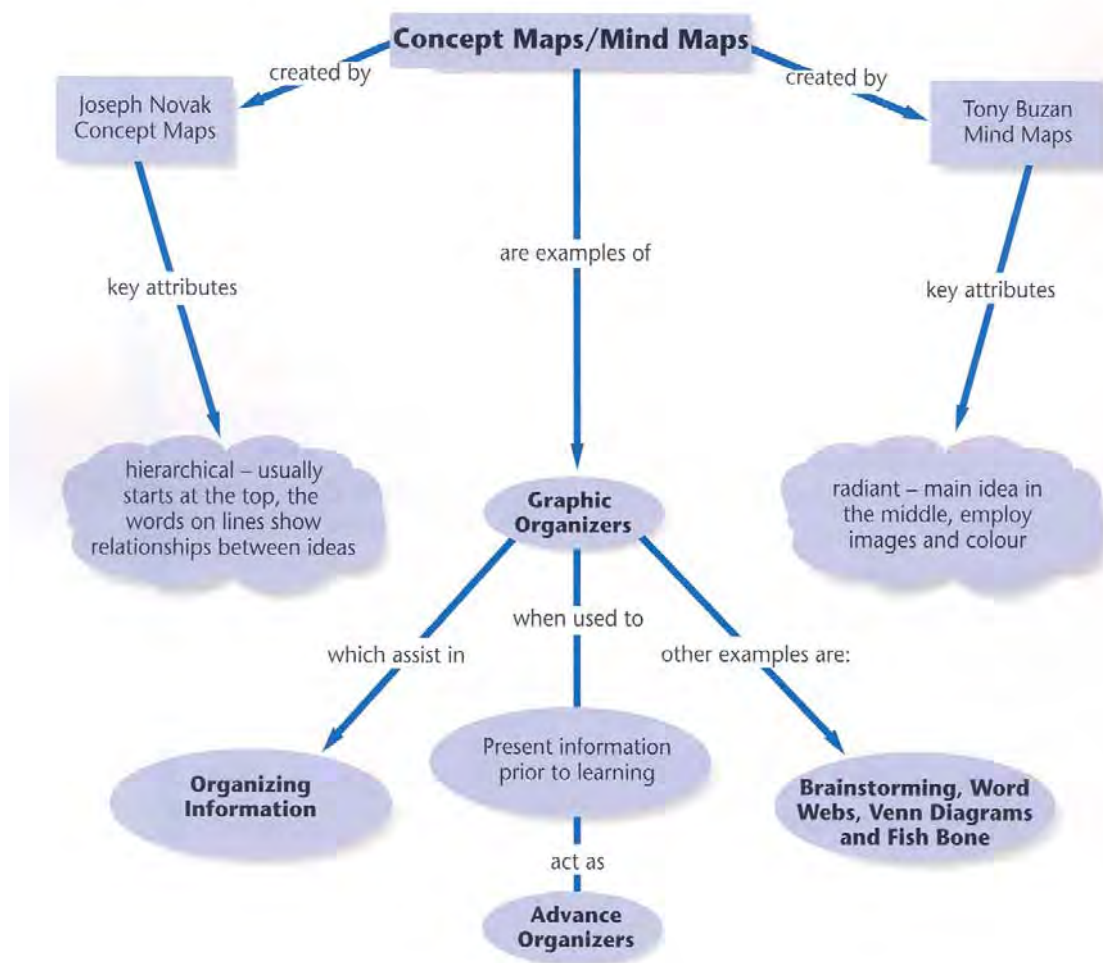 Concept Maps/Mind Maps
created by
created by
Joseph Novak
Concept Maps
Tony Buzan
Mind Maps
are examples of
key attributes
key attributes
hierarchical – usually
starts at the top, the
words on lines show
relationships between ideas
radiant – main idea in
the middle, employ
images and colour
Graphic
Organizers
which assist in
when used to
other examples are:
Organizing
Information
Present information
prior to learning
Brainstorming, Word
Webs, Venn Diagrams
and Fish Bone
act as
Advance
Organizers